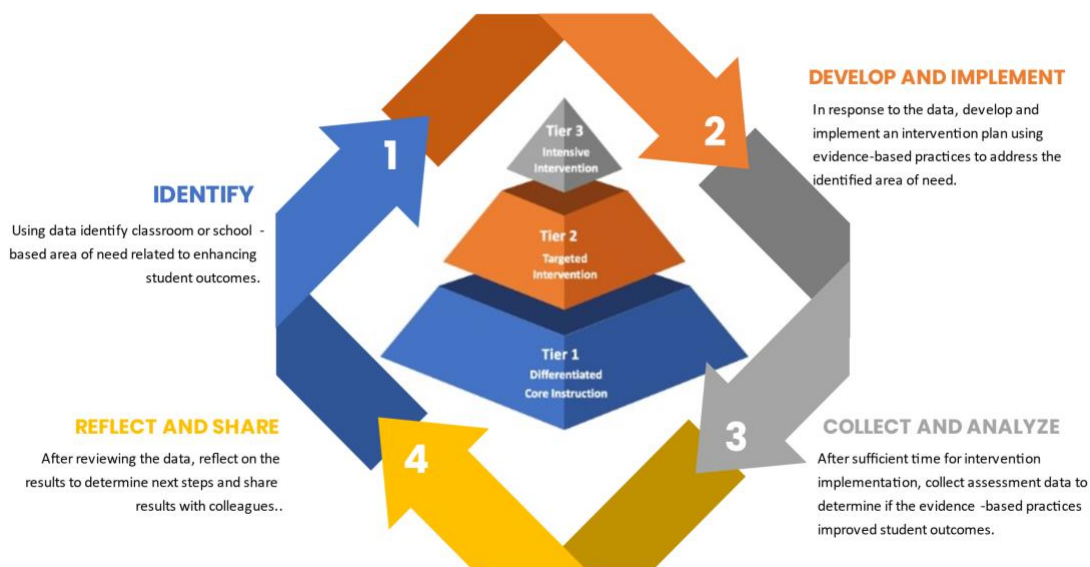 1
IDENTIFY
Using data identify classroom or school -
based area of need related to enhancing
student outcomes.
2
DEVELOP AND IMPLEMENT
In response to the data, develop and
implement an intervention plan using
evidence-based practices to address the
identified area of need.
Tier 3
Intensive
Intervention
Tier 2
Targeted
Intervention
Tier 1
Differentiated
Core Instruction
3
COLLECT AND ANALYZE
After sufficient time for intervention
implementation, collect assessment data to
determine if the evidence -based practices
improved student outcomes.
4
REFLECT AND SHARE
After reviewing the data, reflect on the
results to determine next steps and share
results with colleagues..